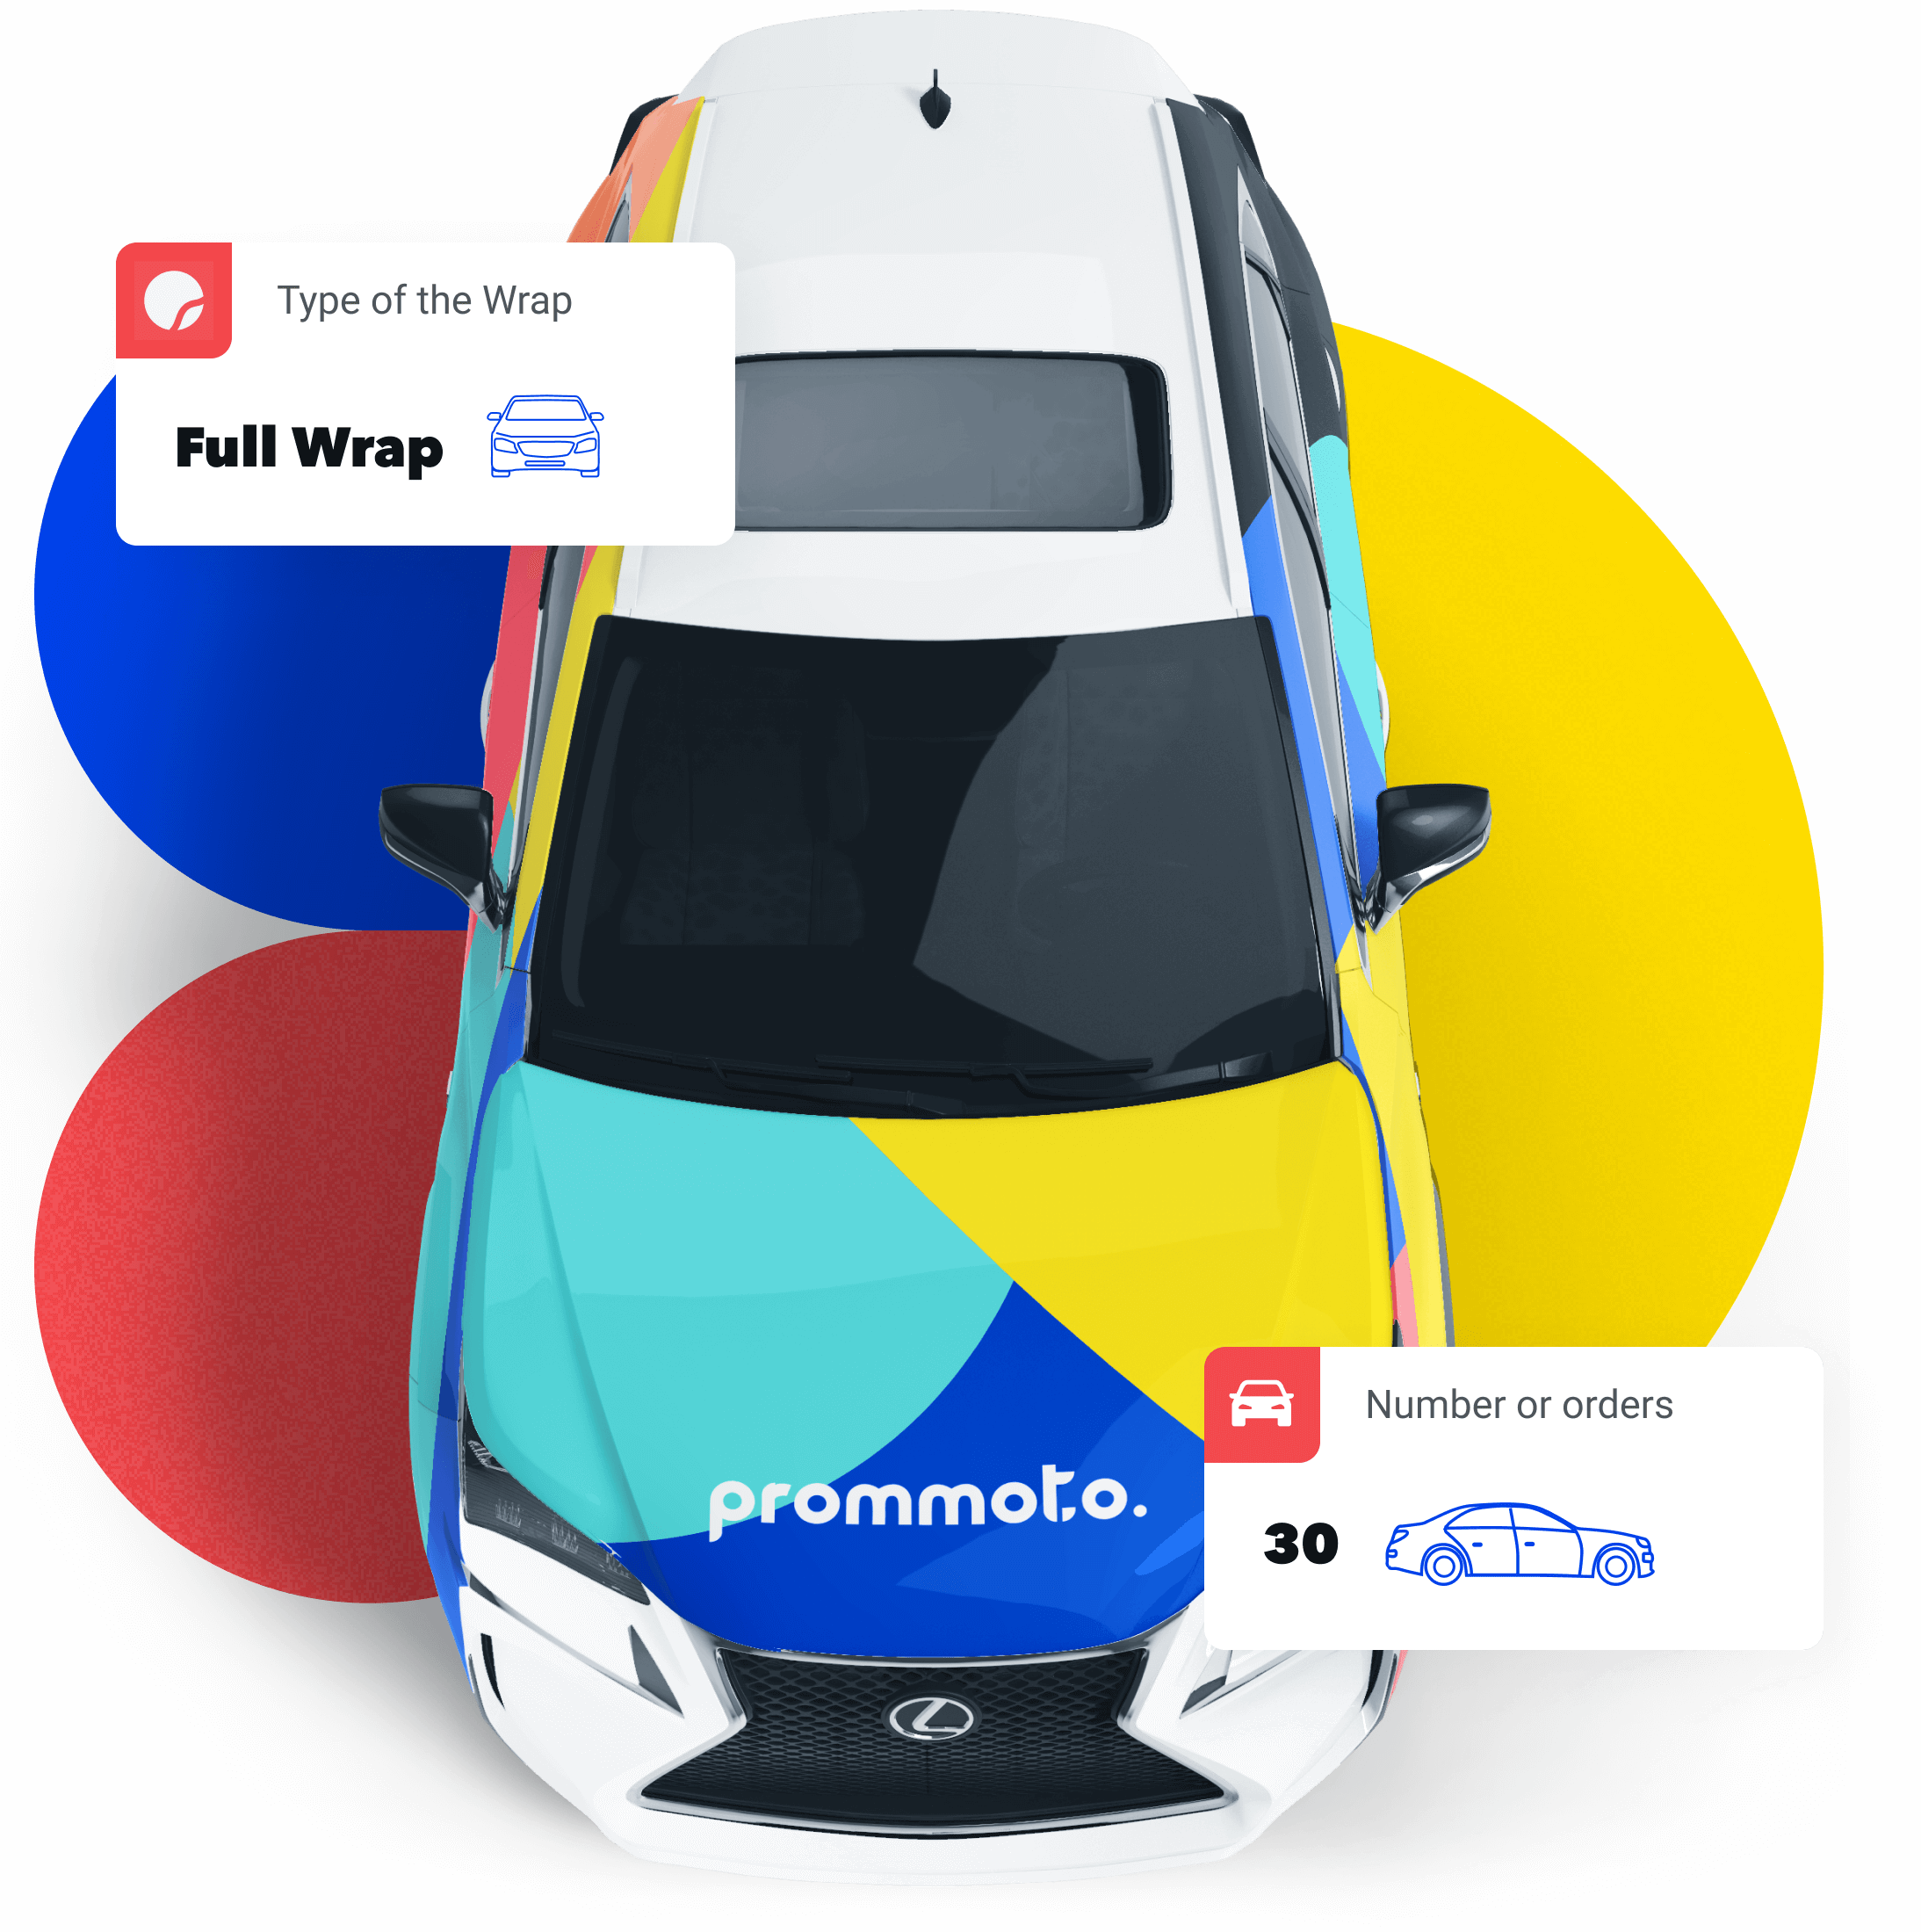 Type of the Wrap
Full Wrap
prommoto.
Number or orders
30